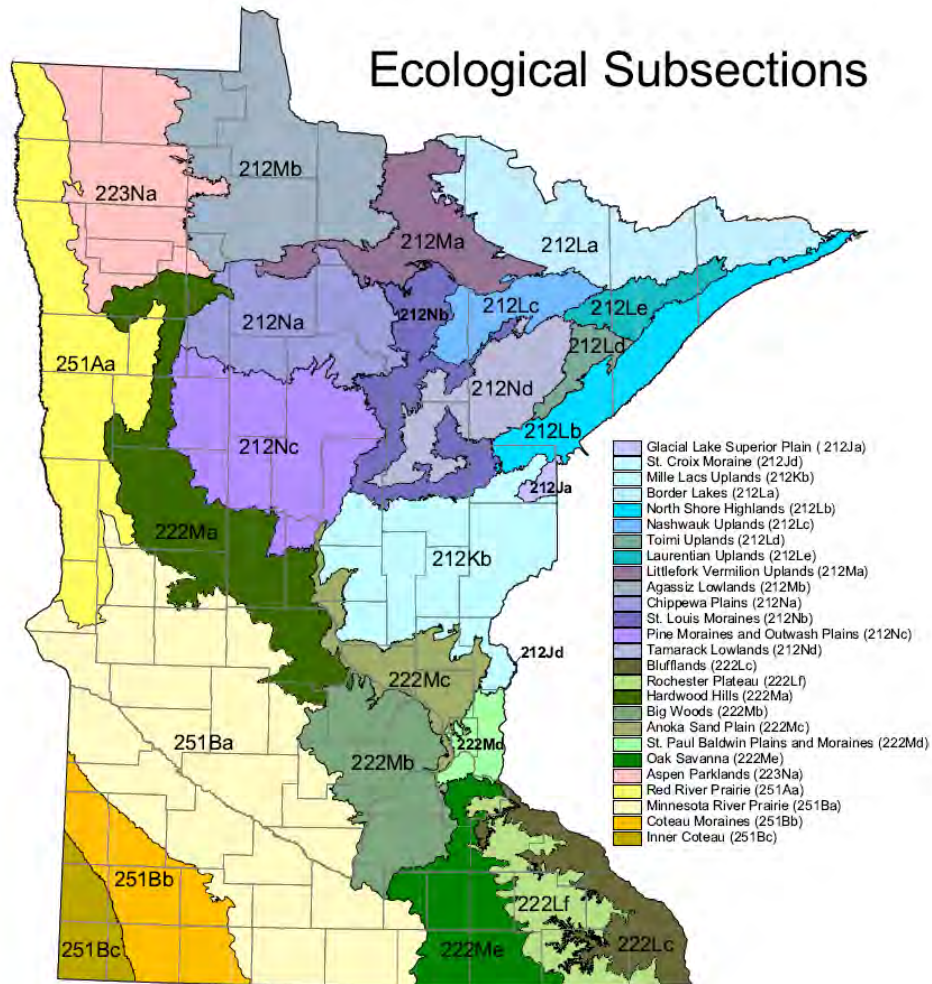 Ecological Subsections
212Mb
223Na
212Ma
212La
212Nb
212Lc
212Le
212Na
212Ld
251Aa
212Nd
212Nc
212Lb
212Ja
222Ma
212Kb
212Jd
222Mc
251Ba
222Md
222Mb
251Bb
222Lf
251Bc
222Me
222Lc
Glacial Lake Superior Plain ( 212Ja)
St. Croix Moraine (212Jd)
Mille Lacs Uplands (212Kb)
Border Lakes (212La)
North Shore Highlands (212Lb)
Nashwauk Uplands (212Lc)
Toimi Uplands (212Ld)
Laurentian Uplands (212Le)
Littlefork Vermilion Uplands (212Ma)
Agassiz Lowlands (212Mb)
Chippewa Plains (212Na)
St. Louis Moraines (212Nb)
Pine Moraines and Outwash Plains (212Nc)
Tamarack Lowlands (212Nd)
Blufflands (222Lc)
Rochester Plateau (222Lf)
Hardwood Hills (222Ma)
Big Woods (222Mb)
Anoka Sand Plain (222Mc)
St. Paul Baldwin Plains and Moraines (222Md)
Oak Savanna (222Me)
Aspen Parklands (223Na)
Red River Prairie (251Aa)
Minnesota River Prairie (251Ba)
Coteau Moraines (251Bb)
Inner Coteau (251Bc)